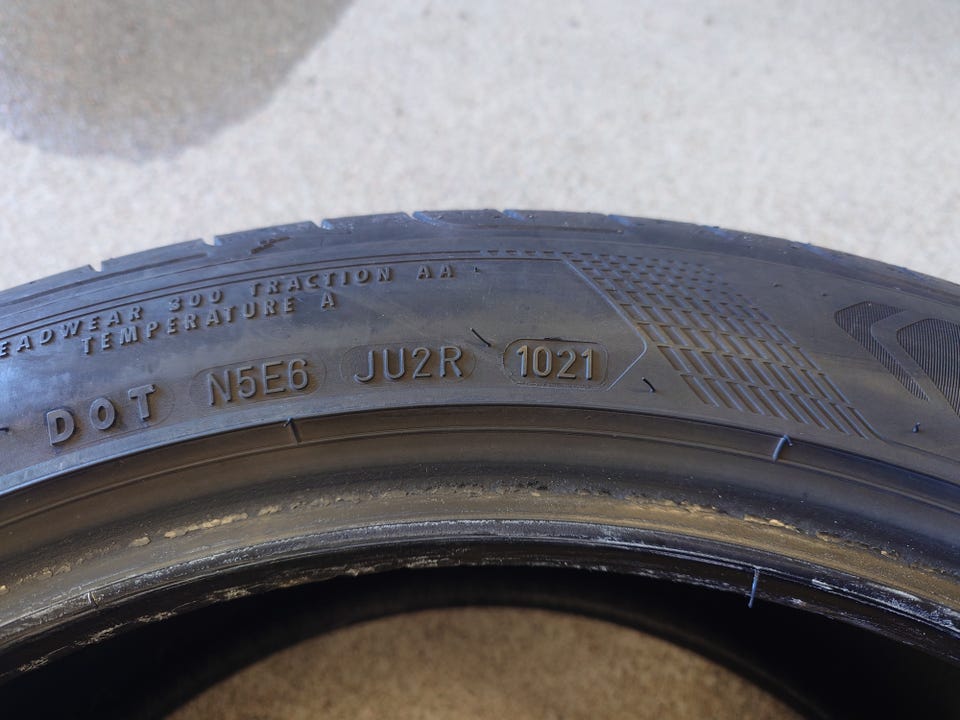 EADWEAR 300 TRACTION AA
TEMPERATURE A
DOT N5E6 JU2R 1021